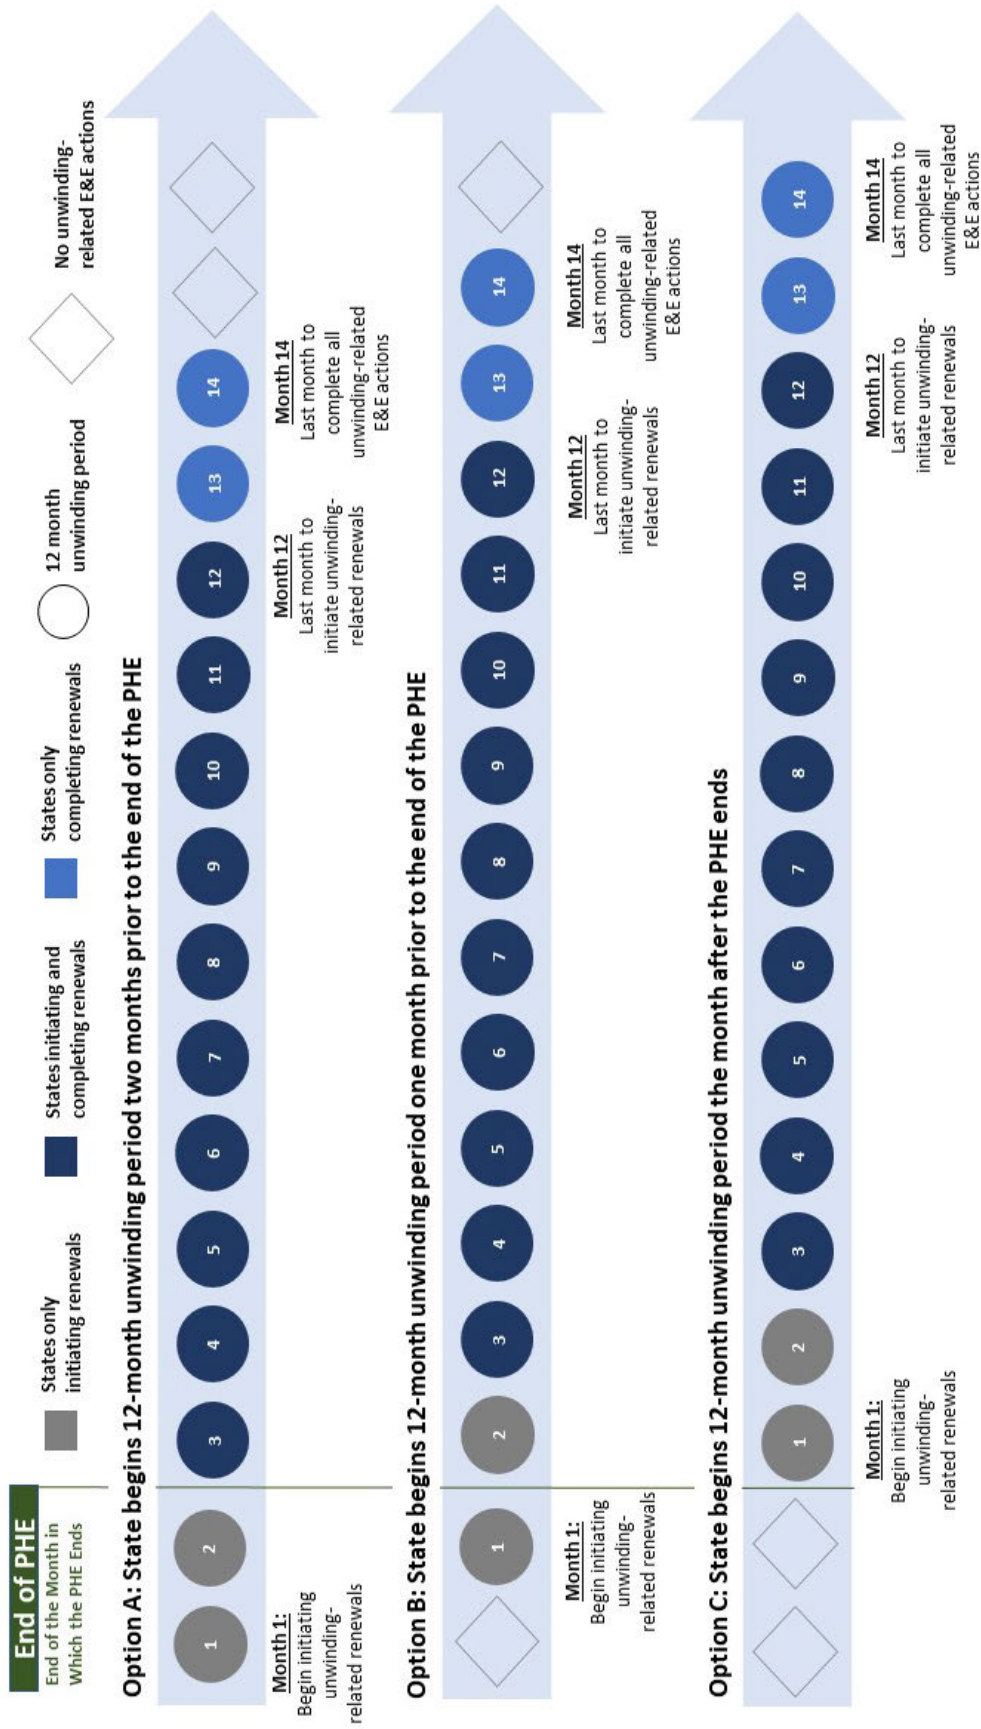 End of PHE
End of the Month in
Which the PHE Ends
States only
initiating renewals
States initiating and
completing renewals
States only
completing renewals
12 month
unwinding period
No unwinding-
related E&E actions
Option A: State begins 12-month unwinding period two months prior to the end of the PHE
1 2 3 4 5 6 7 8 9 10 11 12 13 14
Month 1:
Begin initiating
unwinding-
related renewals
Month 12
Last month to
initiate unwinding-
related renewals
Month 14
Last month to
complete all
unwinding-related
E&E actions
Option B: State begins 12-month unwinding period one month prior to the end of the PHE
1 2 3 4 5 6 7 8 9 10 11 12 13 14
Month 1:
Begin initiating
unwinding-
related renewals
Month 12
Last month to
initiate unwinding-
related renewals
Month 14
Last month to
complete all
unwinding-related
E&E actions
Option C: State begins 12-month unwinding period the month after the PHE ends
1 2 3 4 5 6 7 8 9 10 11 12 13 14
Month 1:
Begin initiating
unwinding-
related renewals
Month 12
Last month to
initiate unwinding-
related renewals
Month 14
Last month to
complete all
unwinding-related
E&E actions